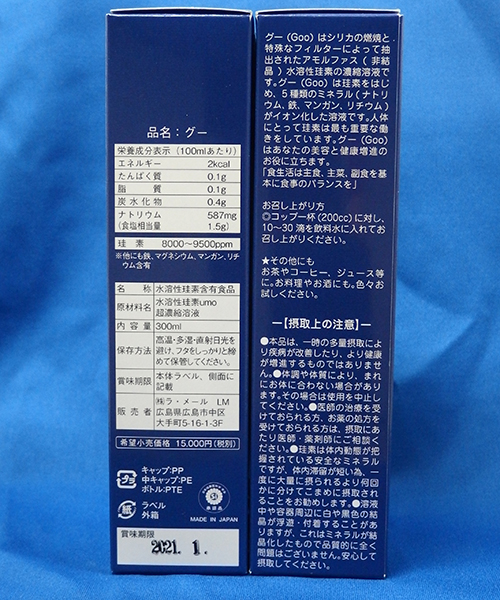 品名：グー
栄養成分表示（100mlあたり）
エネルギー 2kcal
たんぱく質 0.1g
脂質 0.1g
炭水化物 0.4g
ナトリウム 587mg
（食塩相当量 1.5g）
珪素 8000〜9500ppm
※他にも鉄、マグネシウム、マンガン、リチウム含有
名称 水溶性珪素含有食品
原材料名 水溶性珪素umo
超濃縮溶液
内容量 300ml
保存方法 高温・多湿・直射日光を
避け、フタをしっかりと締
めて保管してください。
賞味期限 本体ラベル、側面に
記載
販売者 ㈱ラ・メール LM
広島県広島市中区
大手町5-16-1-3F
希望小売価格 15,000円（税別）
キャップ:PP
中キャップ:PE
ボトル:PTE
ラベル
外箱
MADE IN JAPAN
賞味期限
2021. 1.
グー（Goo）はシリカの燃焼と
特殊なフィルターによって抽
出されたアモルファス（非結
晶）水溶性珪素の濃縮溶液で
す。グー（Goo）は珪素をはじ
め、5種類のミネラル（ナトリ
ウム、鉄、マンガン、リチウム）
がイオン化した溶液です。人体
にとって珪素は最も重要な働
きをしています。グー（Goo）
はあなたの美容と健康増進の
お役に立ちます。
「食生活は主食、主菜、副食を基
本に食事のバランスを」
お召し上がり方
◎コップ一杯（200cc）に対し、
10〜30滴を飲料水に入れてお
召し上がりください。
★その他にも
お茶やコーヒー、ジュース等
に。お料理やお酒にも。色々お
試しください。
―【摂取上の注意】―
●本品は、一時の多量摂取によ
り疾病が改善したり、より健康
が増進するものではありませ
ん。●体調や体質により、まれ
にお体に合わない場合があり
ます。その場合は使用を中止し
てください。●医師の治療を受
けておられる方、お薬の処方を
受けておられる方は、摂取にあ
たり医師・薬剤師にご相談く
ださい。●珪素は体内動態が把
握されている安全なミネラル
ですが、体内滞留が短い為、一
度に大量に摂られるより何回
かに分けてこまめに摂取され
ることをお勧めします。●溶液
中や容器周辺に白や黒色の結
晶が浮遊・付着することがあり
ますが、これはミネラルが結
晶化したもので品質的に全く
問題はございません。安心して
摂取してください。